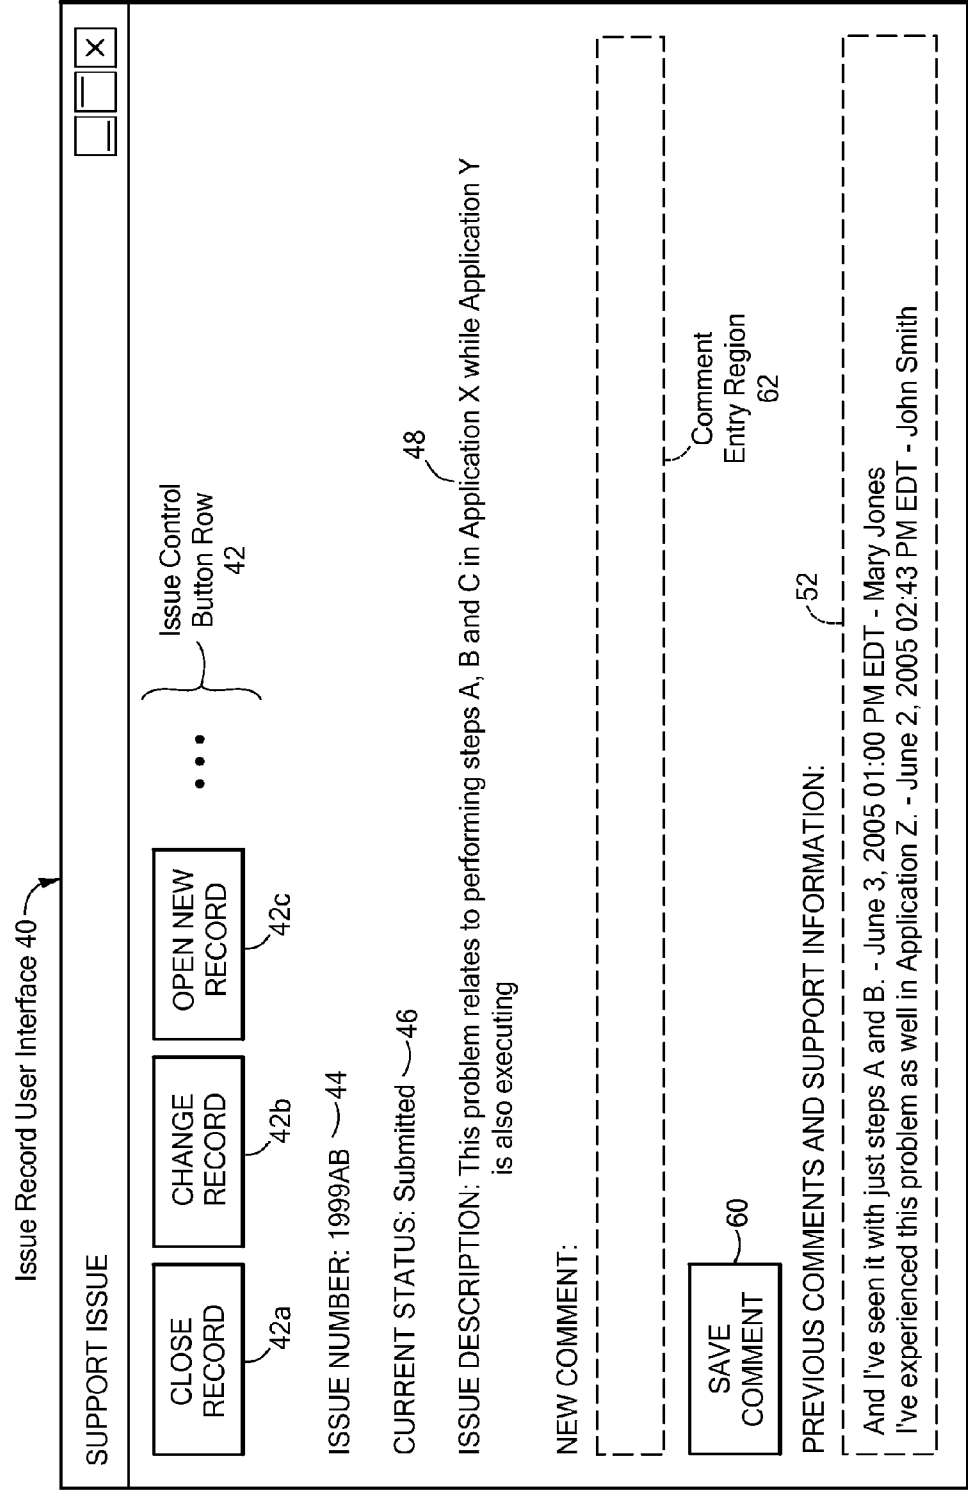 Issue Record User Interface 40
SUPPORT ISSUE
X
CLOSE
RECORD
42a
CHANGE
RECORD
42b
OPEN NEW
RECORD
42c
Issue Control
Button Row
42
ISSUE NUMBER: 1999AB 44
CURRENT STATUS: Submitted 46
48
ISSUE DESCRIPTION: This problem relates to performing steps A, B and C in Application X while Application Y
is also executing
NEW COMMENT:
Comment
Entry Region
62
SAVE
COMMENT
60
PREVIOUS COMMENTS AND SUPPORT INFORMATION:
52
And I've seen it with just steps A and B. - June 3, 2005 01:00 PM EDT - Mary Jones
I've experienced this problem as well in Application Z. - June 2, 2005 02:43 PM EDT - John Smith